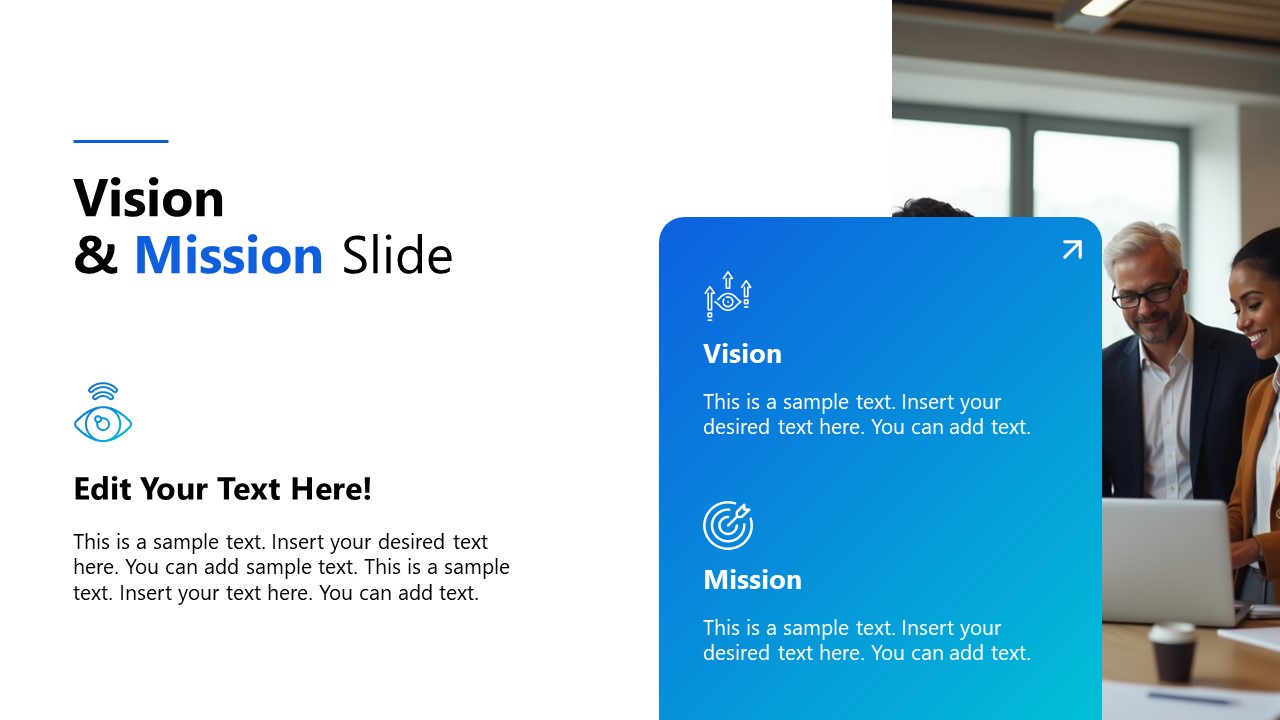 Vision
& Mission Slide
Edit Your Text Here!
This is a sample text. Insert your desired text
here. You can add sample text. This is a sample
text. Insert your text here. You can add text.
Vision
This is a sample text. Insert your
desired text here. You can add text.
Mission
This is a sample text. Insert your
desired text here. You can add text.